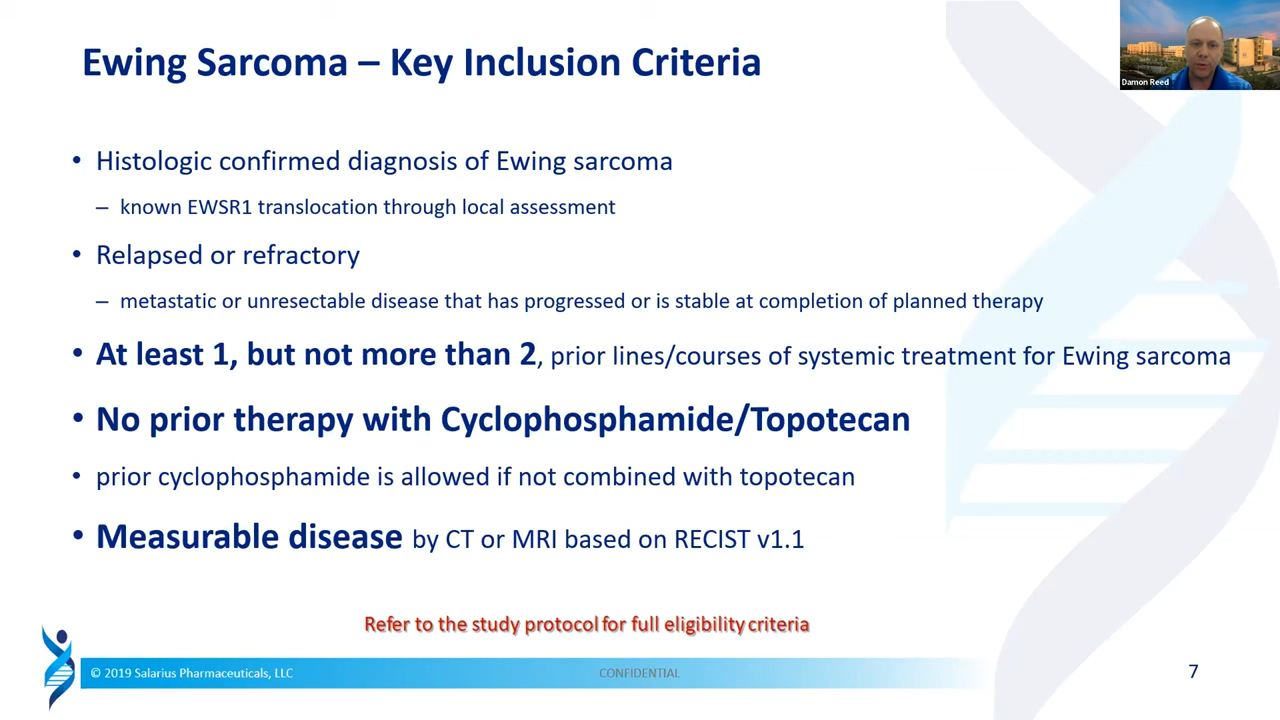 Ewing Sarcoma – Key Inclusion Criteria
Damon Reed
• Histologic confirmed diagnosis of Ewing sarcoma
– known EWSR1 translocation through local assessment
• Relapsed or refractory
– metastatic or unresectable disease that has progressed or is stable at completion of planned therapy
• At least 1, but not more than 2, prior lines/courses of systemic treatment for Ewing sarcoma
• No prior therapy with Cyclophosphamide/Topotecan
• prior cyclophosphamide is allowed if not combined with topotecan
• Measurable disease by CT or MRI based on RECIST v1.1
Refer to the study protocol for full eligibility criteria
© 2019 Salarius Pharmaceuticals, LLC
CONFIDENTIAL
7